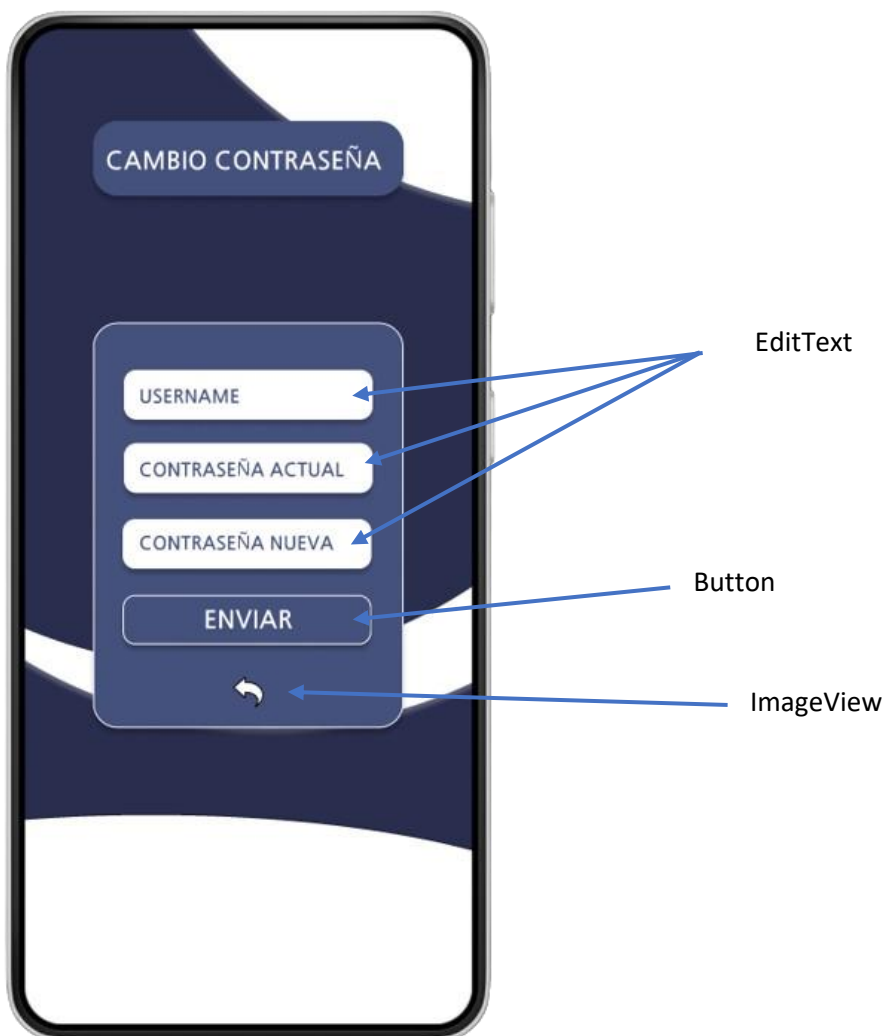 CAMBIO CONTRASEÑA
EditText
USERNAME
CONTRASEÑA ACTUAL
CONTRASEÑA NUEVA
Button
ENVIAR
ImageView